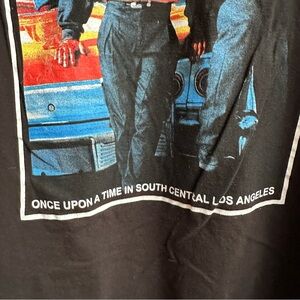 ONCE UPON A TIME IN SOUTH CENTRAL LOS ANGELES